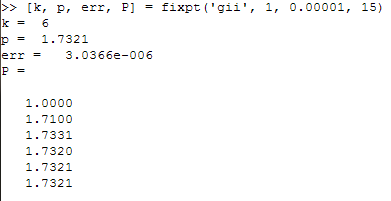 >> [k, p, err, P] = fixpt('gii', 1, 0.00001, 15)
k =  6
p =  1.7321
err =   3.0366e-006
P =
1.0000
1.7100
1.7331
1.7320
1.7321
1.7321